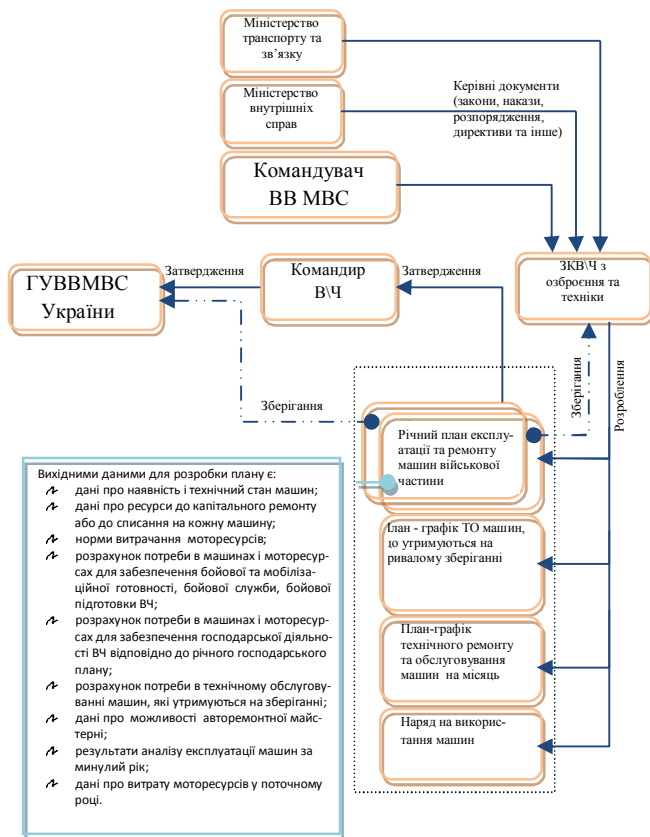 Міністерство
транспорту та
зв’язку
Міністерство
внутрішніх
справ
Керівні документи
(закони, накази,
розпорядження,
директиви та інше)
Командувач
ВВ МВС
ГУВВМВС
України
Затвердження
Командир
В\Ч
Затвердження
ЗКВ\Ч з
озброєння та
техніки
Зберігання
Зберігання
Розроблення
Річний план експлу-
атації та ремонту
машин військової
частини
Ілан - графік ТО машин,
цо утримуються на
ривалому зберіганні
План-графік
технічного ремонту
та обслуговування
машин на місяць
Наряд на викорис-
тання машин
Вихідними даними для розробки плану є:
дані про наявність і технічний стан машин;
дані про ресурси до капітального ремонту
або до списання на кожну машину;
норми витрачання моторесурсів;
розрахунок потреби в машинах і моторесур-
сах для забезпечення бойової та мобіліза-
ційної готовності, бойової служби, бойової
підготовки ВЧ;
розрахунок потреби в машинах і моторесур-
сах для забезпечення господарської діяльно-
сті ВЧ відповідно до річного господарського
плану;
розрахунок потреби в технічному обслугову-
ванні машин, які утримуються на зберіганні;
дані про можливості авторемонтної майс-
терні;
результати аналізу експлуатації машин за
минулий рік;
дані про витрату моторесурсів у поточному
році.